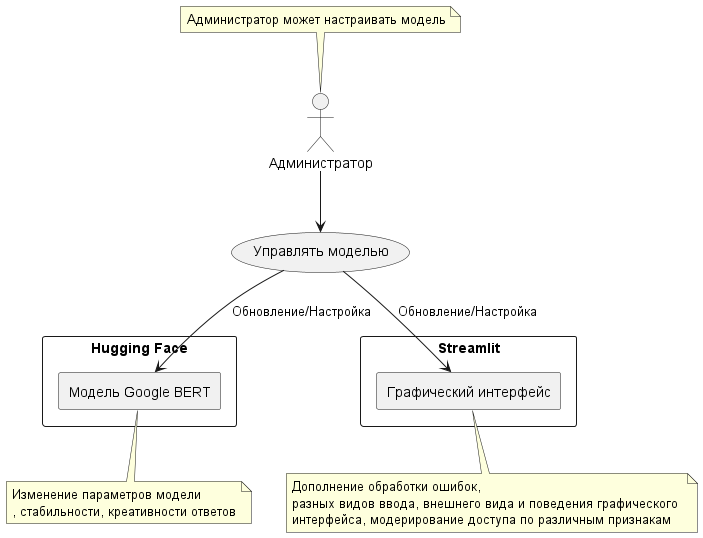 Администратор может настраивать модель
Администратор
Управлять моделью
Обновление/Настройка
Обновление/Настройка
Hugging Face
Streamlit
Модель Google BERT
Графический интерфейс
Изменение параметров модели
, стабильности, креативности ответов
Дополнение обработки ошибок,
разных видов ввода, внешнего вида и поведения графического
интерфейса, модерирование доступа по различным признакам